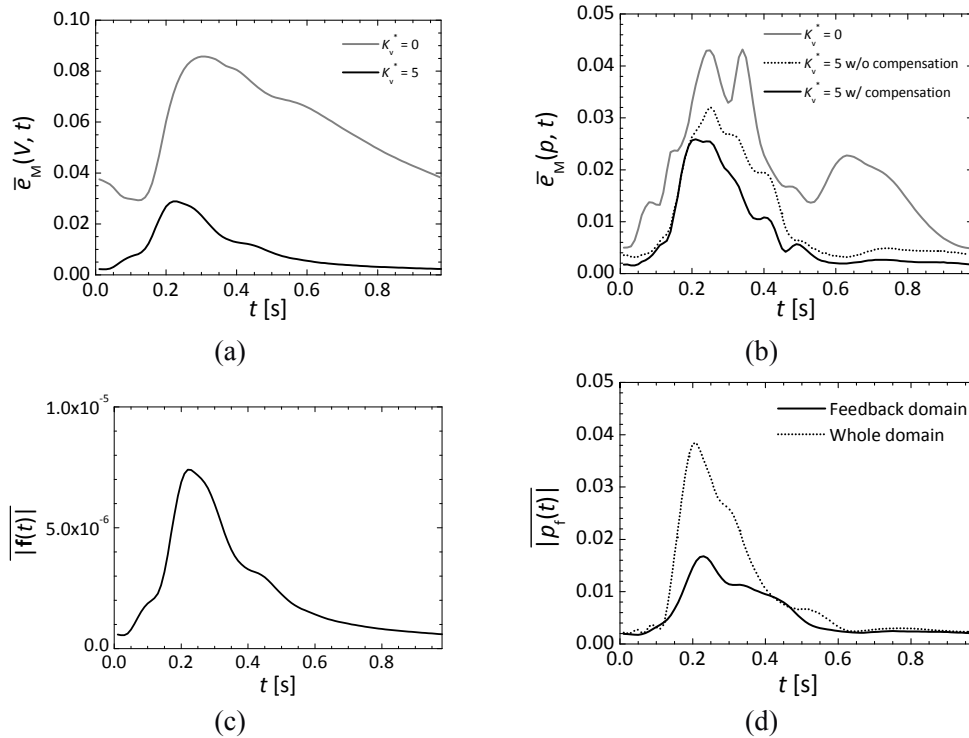 0.10
0.08
0.06
0.04
0.02
0.00
e̅_M(V, t)
K_v^* = 0
K_v^* = 5
0.0 0.2 0.4 0.6 0.8
t [s]
(a)
0.05
0.04
0.03
0.02
0.01
0.00
e̅_M(p, t)
K_v^* = 0
K_v^* = 5 w/o compensation
K_v^* = 5 w/ compensation
0.0 0.2 0.4 0.6 0.8
t [s]
(b)
1.0x10^-5
5.0x10^-6
0.0
|f(t)|
0.0 0.2 0.4 0.6 0.8
t [s]
(c)
0.05
0.04
0.03
0.02
0.01
0.00
|p_f(t)|
Feedback domain
Whole domain
0.0 0.2 0.4 0.6 0.8
t [s]
(d)